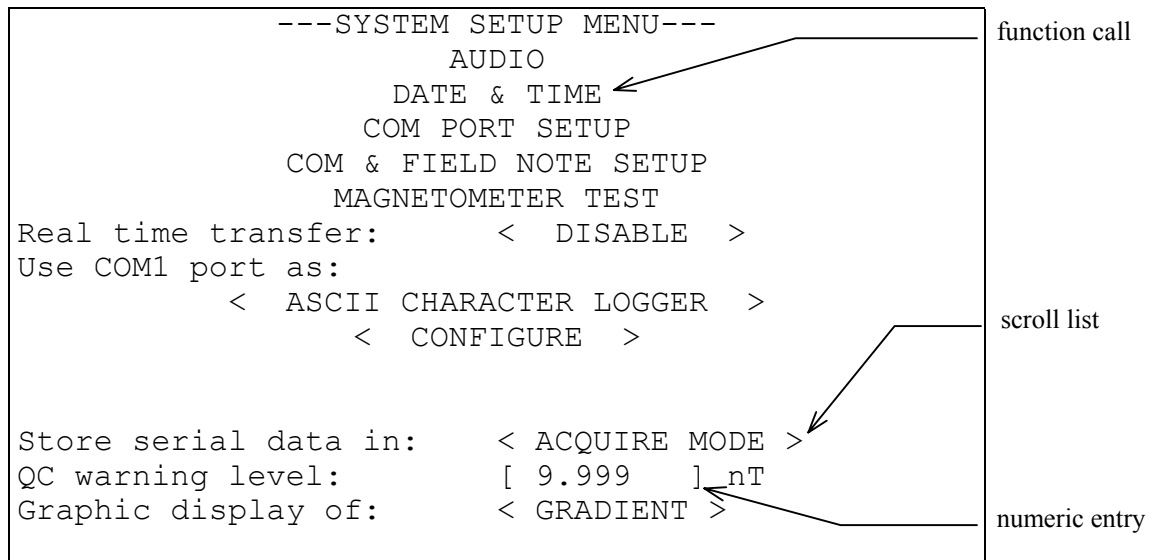 ---SYSTEM SETUP MENU---
AUDIO
DATE & TIME
COM PORT SETUP
COM & FIELD NOTE SETUP
MAGNETOMETER TEST
Real time transfer: < DISABLE >
Use COM1 port as:
< ASCII CHARACTER LOGGER >
< CONFIGURE >
Store serial data in: < ACQUIRE MODE >
QC warning level: [ 9.999 ] nT
Graphic display of: < GRADIENT >
function call
scroll list
numeric entry